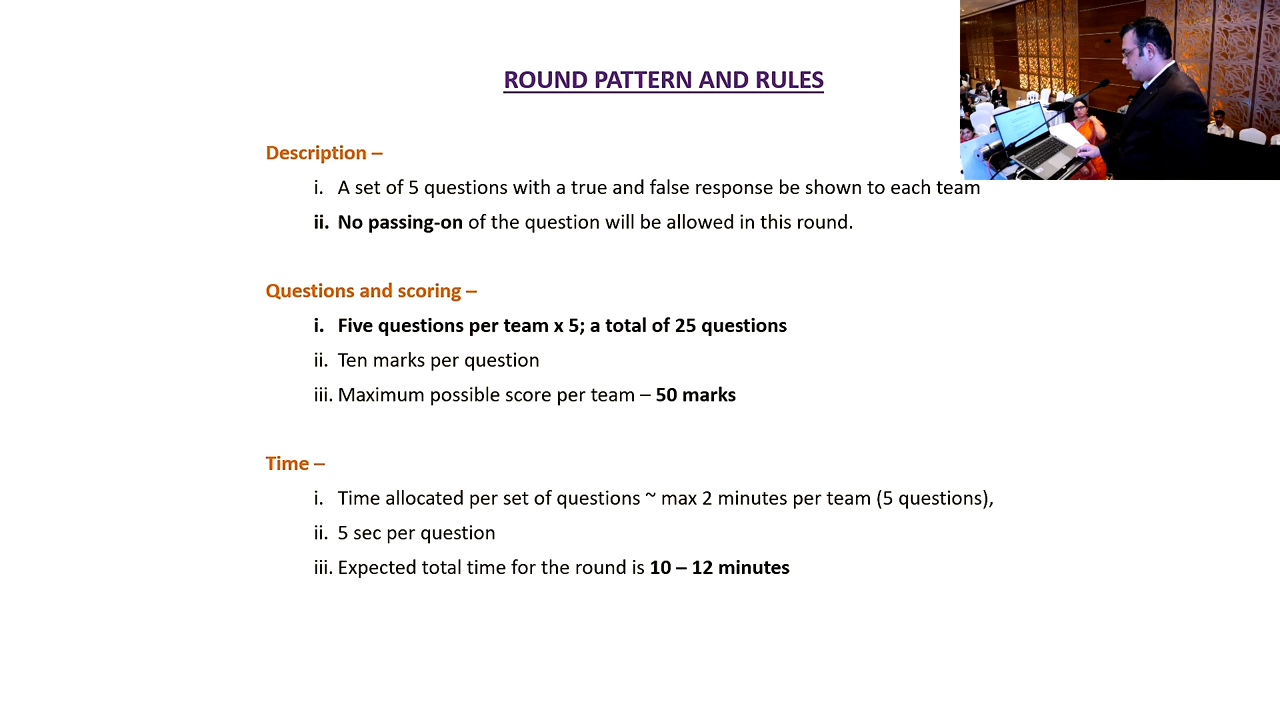 ROUND PATTERN AND RULES
Description –
i. A set of 5 questions with a true and false response be shown to each team
ii. No passing-on of the question will be allowed in this round.
Questions and scoring –
i. Five questions per team x 5; a total of 25 questions
ii. Ten marks per question
iii. Maximum possible score per team – 50 marks
Time –
i. Time allocated per set of questions ~ max 2 minutes per team (5 questions),
ii. 5 sec per question
iii. Expected total time for the round is 10 – 12 minutes